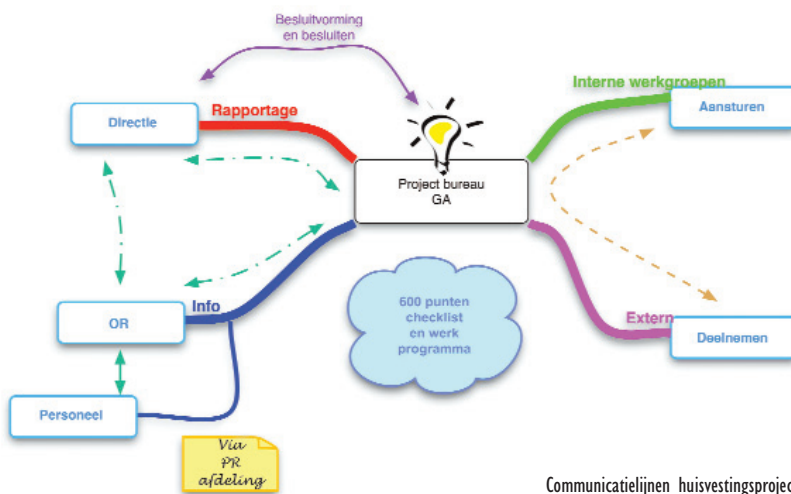 Besluitvorming
en besluiten
Interne werkgroepen
Rapportage
Directie
Aansturen
Project bureau
GA
Info
OR
600 punten
checklist
en werk
programma
Extern
Deelnemen
Personeel
Via
PR
afdeling
Communicatielijnen huisvestingsprojec